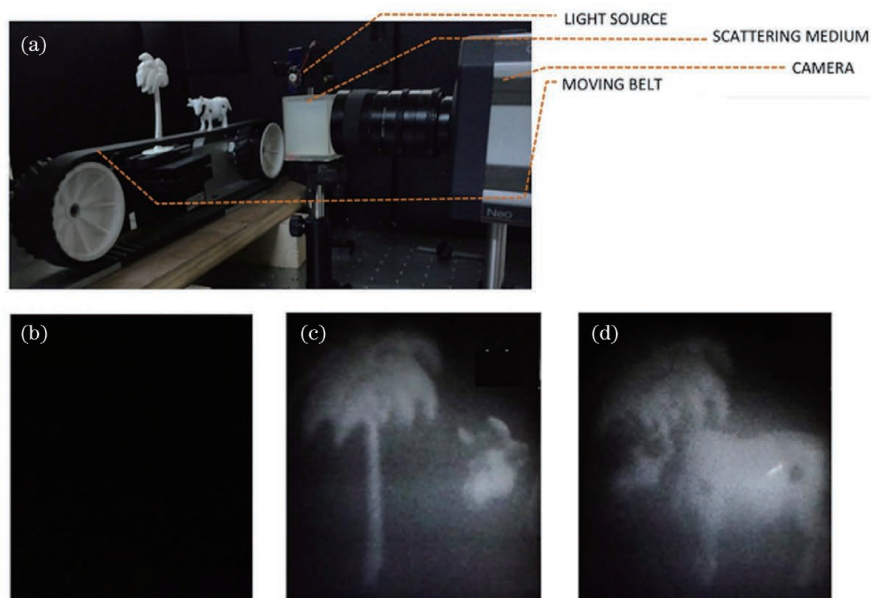 (a)
LIGHT SOURCE
SCATTERING MEDIUM
CAMERA
MOVING BELT
Neo
(b)
(c)
(d)